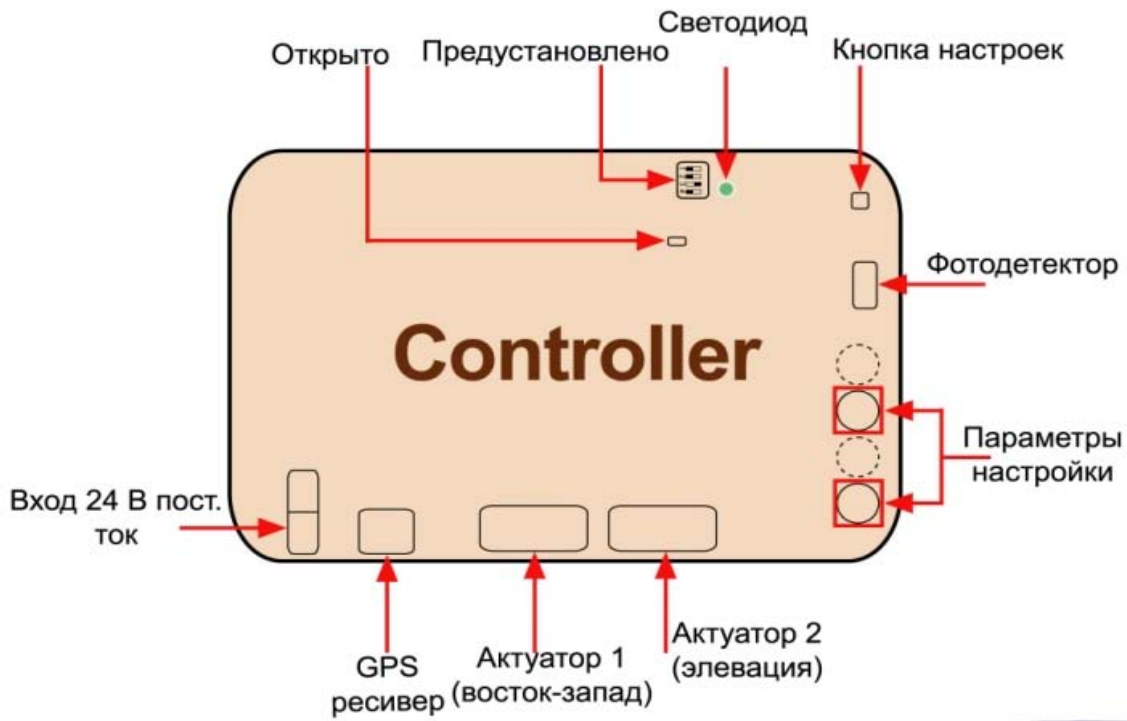 Светодиод
Открыто
Предустановлено
Кнопка настроек
Фотодетектор
Controller
Параметры
настройки
Вход 24 В пост.
ток
GPS
ресивер
Актуатор 1
(восток-запад)
Актуатор 2
(элевация)